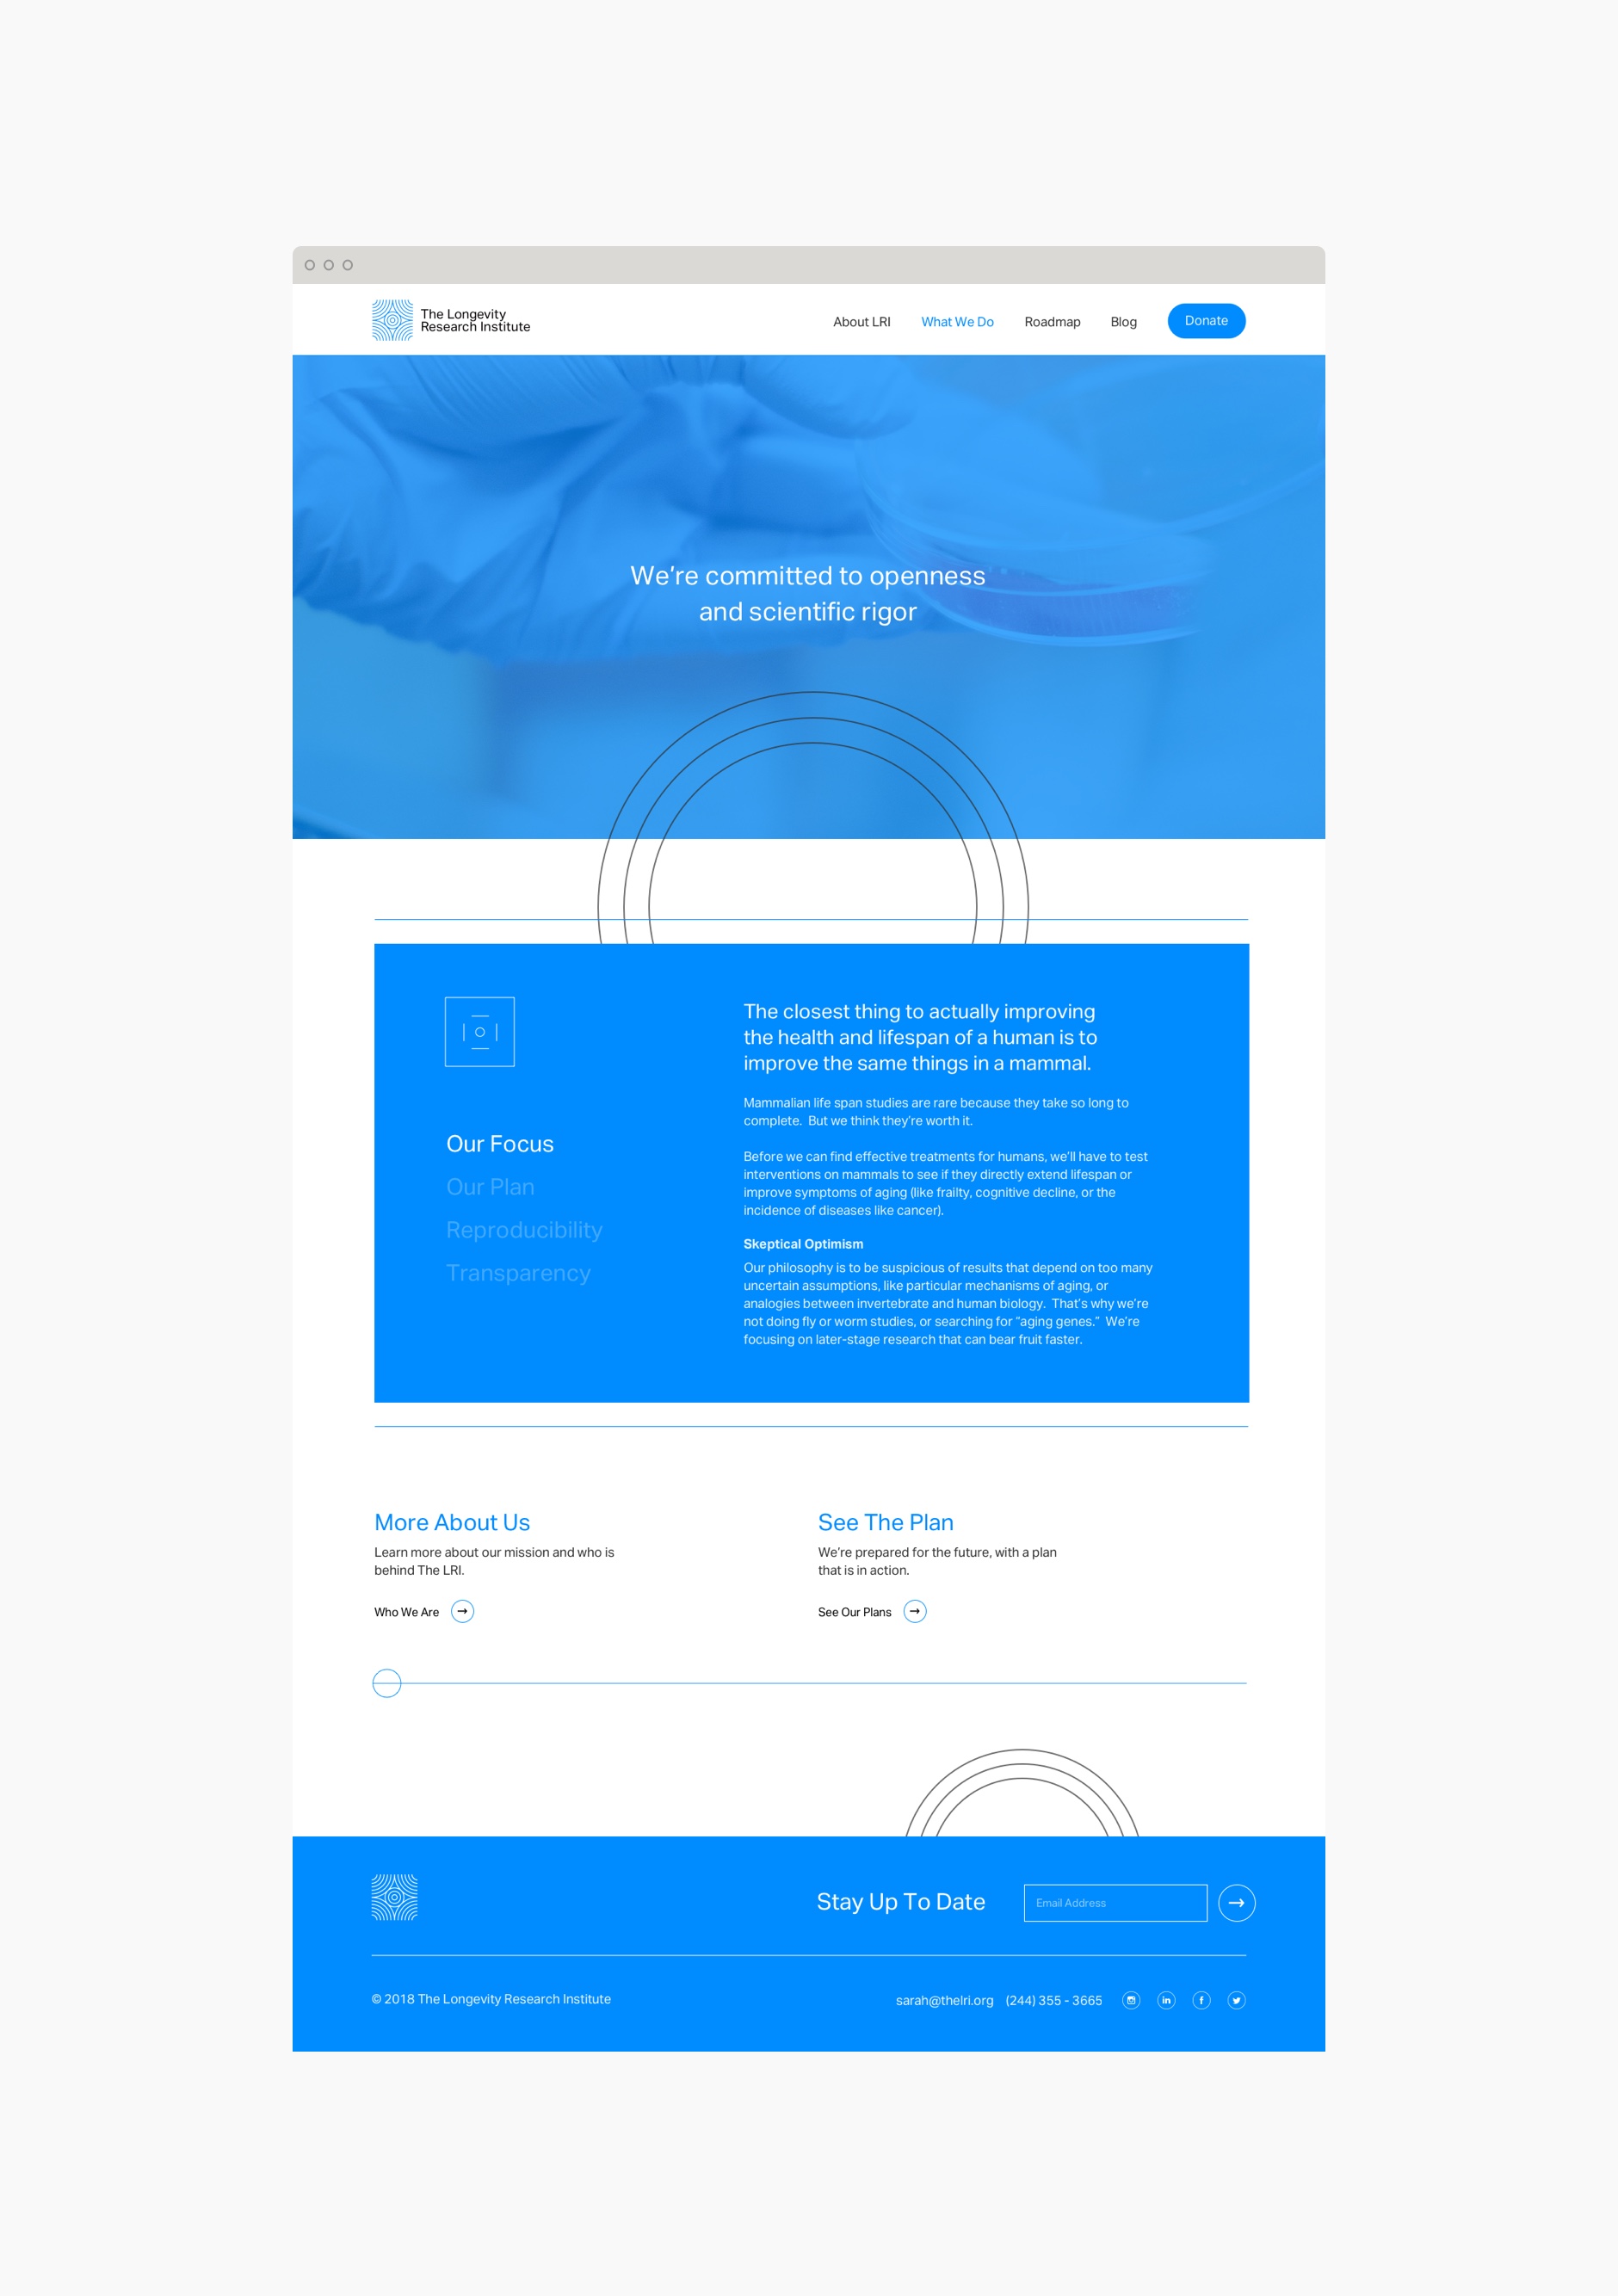 The Longevity
Research Institute
About LRI
What We Do
Roadmap
Blog
Donate
We’re committed to openness
and scientific rigor
Our Focus
Our Plan
Reproducibility
Transparency
The closest thing to actually improving
the health and lifespan of a human is to
improve the same things in a mammal.
Mammalian life span studies are rare because they take so long to
complete.  But we think they’re worth it.
Before we can find effective treatments for humans, we’ll have to test
interventions on mammals to see if they directly extend lifespan or
improve symptoms of aging (like frailty, cognitive decline, or the
incidence of diseases like cancer).
Skeptical Optimism
Our philosophy is to be suspicious of results that depend on too many
uncertain assumptions, like particular mechanisms of aging, or
analogies between invertebrate and human biology.  That’s why we’re
not doing fly or worm studies, or searching for “aging genes.”  We’re
focusing on later-stage research that can bear fruit faster.
More About Us
Learn more about our mission and who is
behind The LRI.
Who We Are
See The Plan
We’re prepared for the future, with a plan
that is in action.
See Our Plans
Stay Up To Date
Email Address
© 2018 The Longevity Research Institute
sarah@thelri.org
(244) 355 - 3665